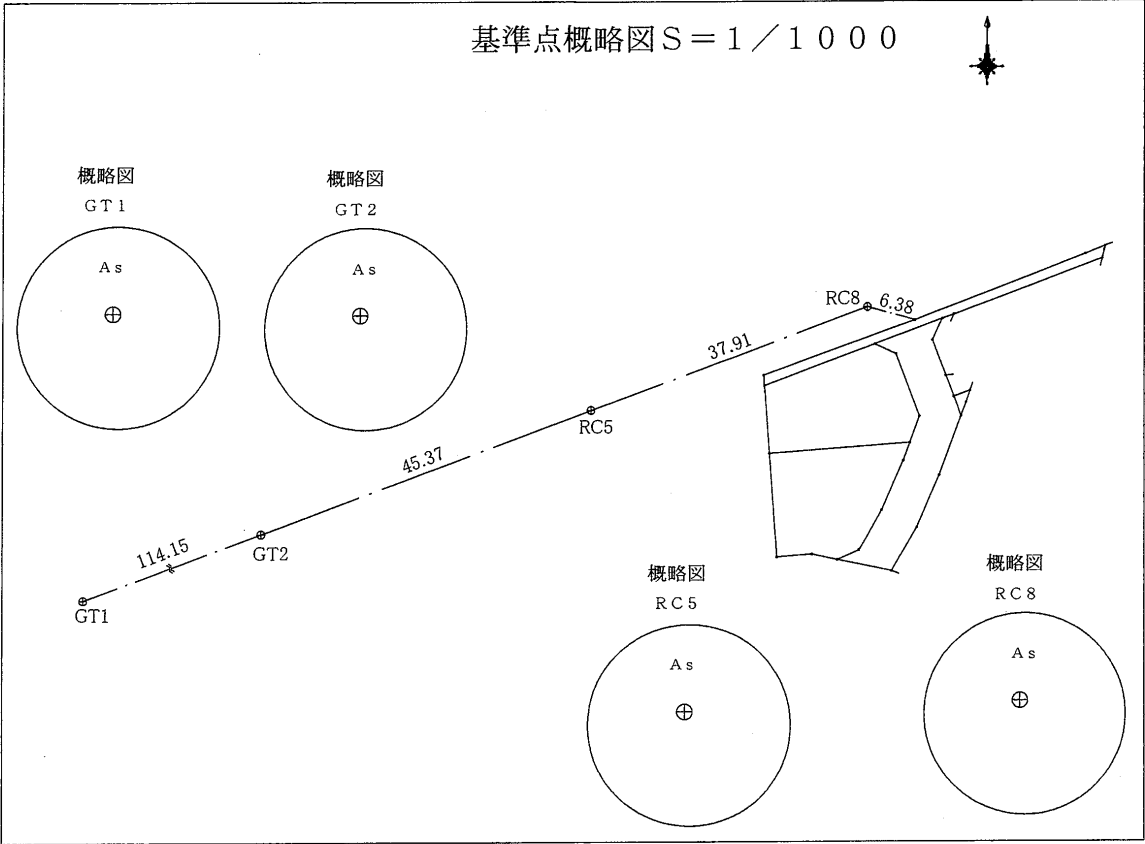 基準点概略図S=1/1000
概略図
GT1
As
概略図
GT2
As
RC8
6.38
37.91
RC5
45.37
GT2
114.15
GT1
概略図
RC5
As
概略図
RC8
As